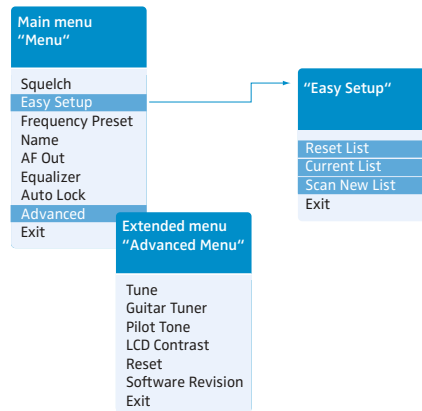 Main menu
“Menu”
Squelch
Easy Setup
Frequency Preset
Name
AF Out
Equalizer
Auto Lock
Advanced
Exit
“Easy Setup”
Reset List
Current List
Scan New List
Exit
Extended menu
“Advanced Menu”
Tune
Guitar Tuner
Pilot Tone
LCD Contrast
Reset
Software Revision
Exit